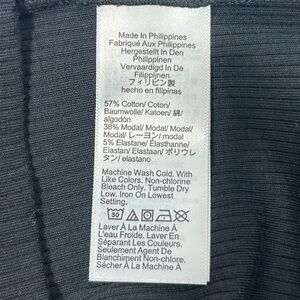 Made In Philippines
Fabriqué Aux Philippines
Hergestellt In Den
Philippinen
Vervaardigd In De
Filippijnen
フィリピン製
hecho en filipinas
57% Cotton/ Coton/
Baumwolle/ Katoen/ 綿/
algodón
38% Modal/ Modal/ Modal/
Modal/ レーヨン/ modal
5% Elastane/ Elasthanne/
Elastan/ Elastaan/ ポリウレ
タン/ elastano
Machine Wash Cold. With
Like Colors. Non-chlorine
Bleach Only. Tumble Dry
Low. Iron On Lowest
Setting.
30
Laver À La Machine À
L'eau Froide. Laver En
Séparant Les Couleurs.
Seulement Agent De
Blanchiment Non-Chlore.
Sécher À La Machine À